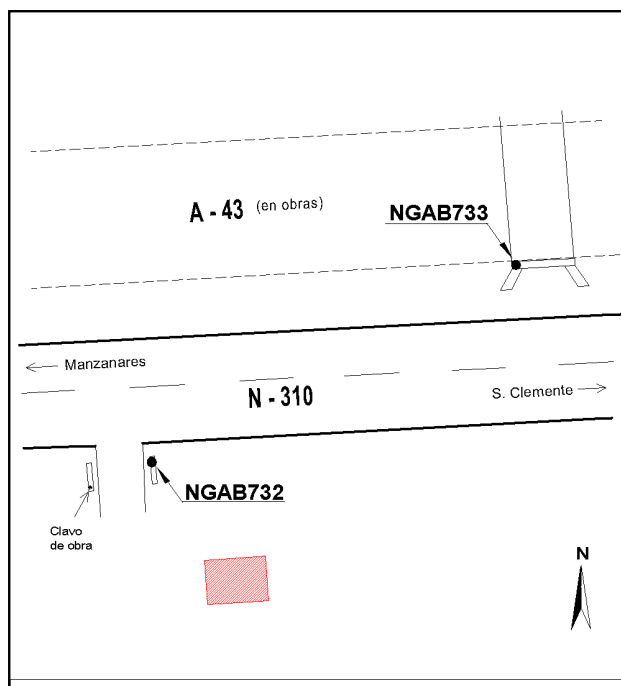 A - 43 (en obras)
NGAB733
Manzanares
N - 310
S. Clemente
NGAB732
Clavo
de obra
N